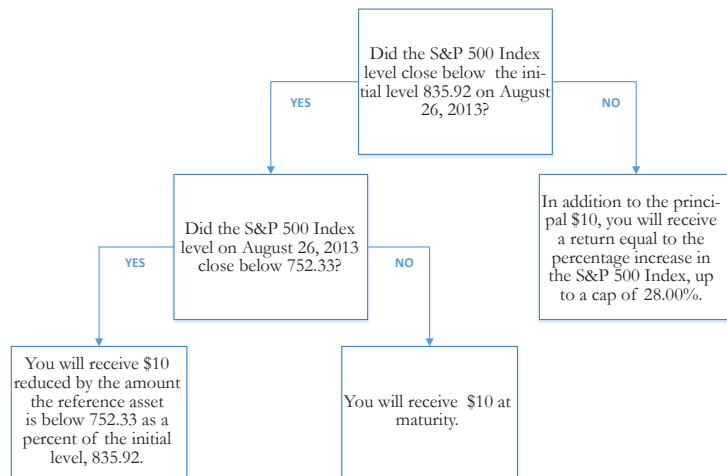 Did the S&P 500 Index
level close below the ini-
tial level 835.92 on August
26, 2013?
YES
NO
Did the S&P 500 Index
level on August 26, 2013
close below 752.33?
In addition to the princi-
pal $10, you will receive
a return equal to the
percentage increase in
the S&P 500 Index, up
to a cap of 28.00%.
YES
NO
You will receive $10
reduced by the amount
the reference asset
is below 752.33 as a
percent of the initial
level, 835.92.
You will receive $10 at
maturity.